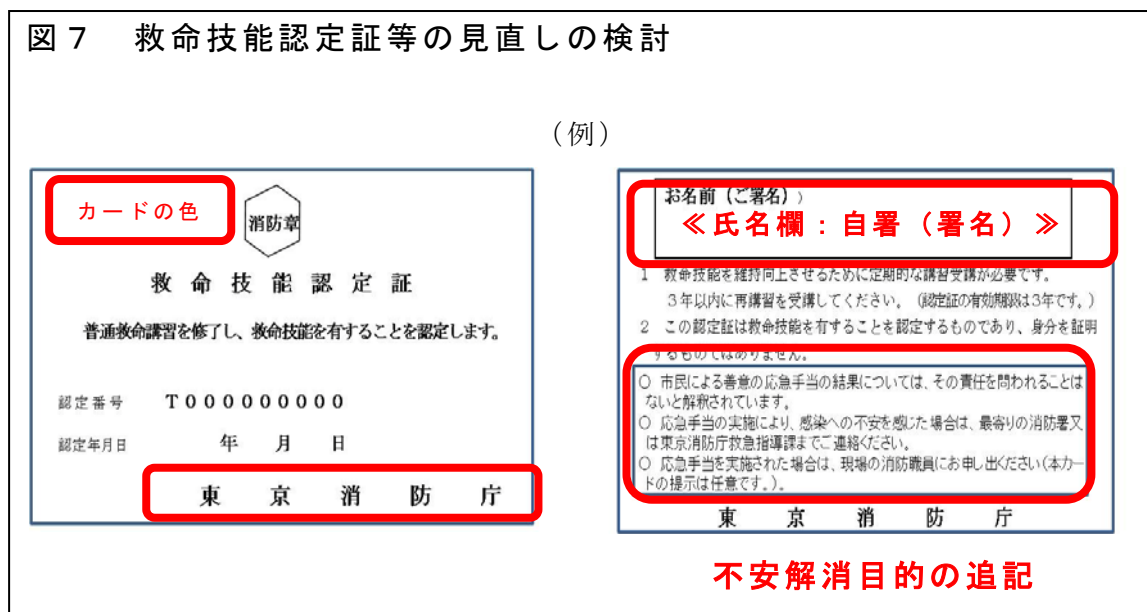 図７　救命技能認定証等の見直しの検討
（例）
カードの色
消防章
救命技能認定証
普通救命講習を修了し、救命技能を有することを認定します。
認定番号　T０００００００００
認定年月日　年　月　日
東京消防庁
お名前（ご署名）
≪氏名欄：自署（署名）≫
1　救命技能を維持向上させるために定期的な講習受講が必要です。
３年以内に再講習を受講してください。（認定証の有効期限は３年です。）
2　この認定証は救命技能を有することを認定するものであり、身分を証明
するものではありません。
○　市民による善意の応急手当の結果については、その責任を問われることは
ないと解釈されています。
○　応急手当の実施により、感染への不安を感じた場合は、最寄りの消防署又
は東京消防庁救急指導課までご連絡ください。
○　応急手当を実施された場合は、現場の消防職員にお申し出ください（本カー
ドの提示は任意です。）。
東京消防庁
不安解消目的の追記